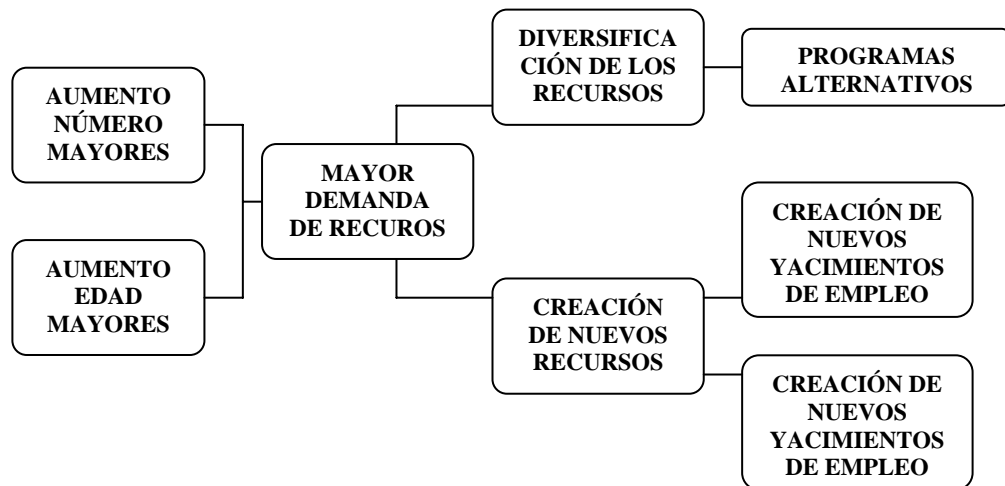 AUMENTO
NÚMERO
MAYORES
AUMENTO
EDAD
MAYORES
MAYOR
DEMANDA
DE RECUROS
DIVERSIFICA
CIÓN DE LOS
RECURSOS
PROGRAMAS
ALTERNATIVOS
CREACIÓN
DE NUEVOS
RECURSOS
CREACIÓN DE
NUEVOS
YACIMIENTOS
DE EMPLEO
CREACIÓN DE
NUEVOS
YACIMIENTOS
DE EMPLEO